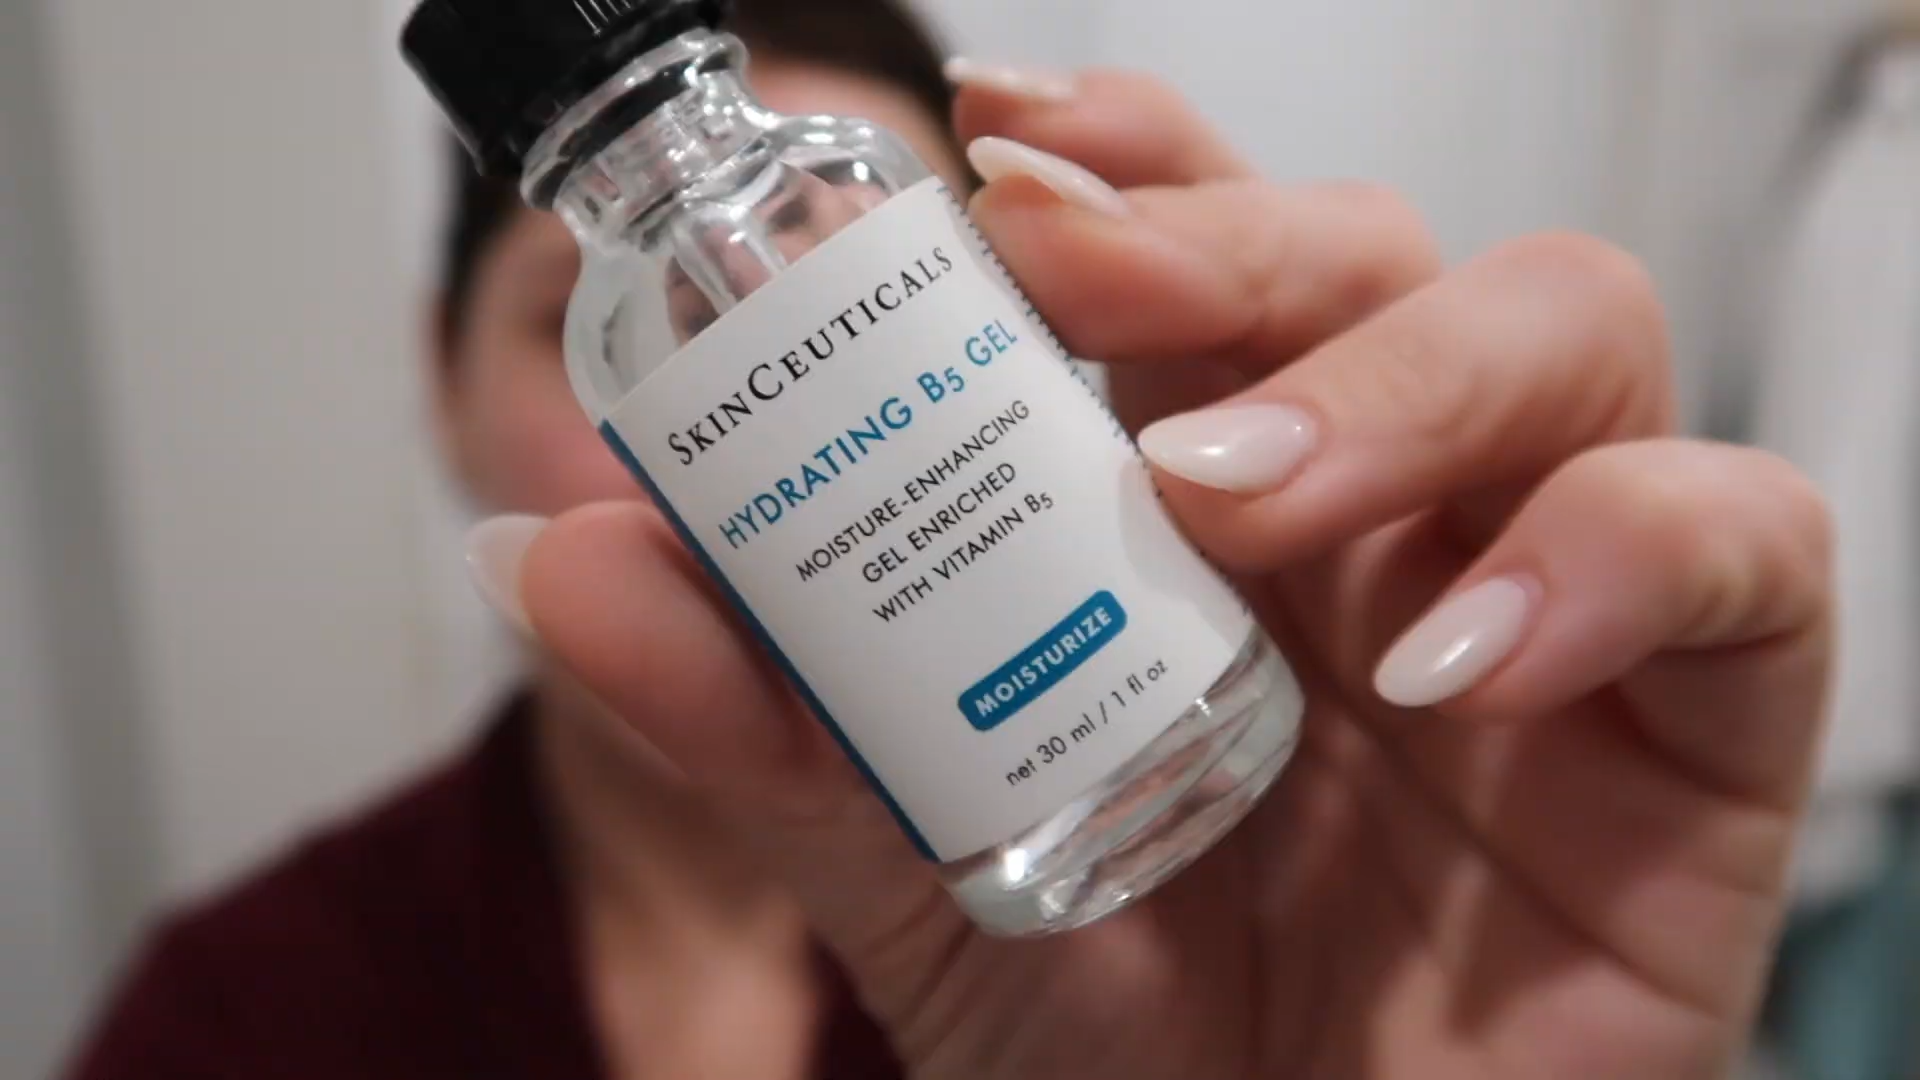 SKINCEUTICALS
HYDRATING B5 GEL
MOISTURE-ENHANCING
GEL ENRICHED
WITH VITAMIN B5
MOISTURIZE
net 30 ml / 1 fl oz